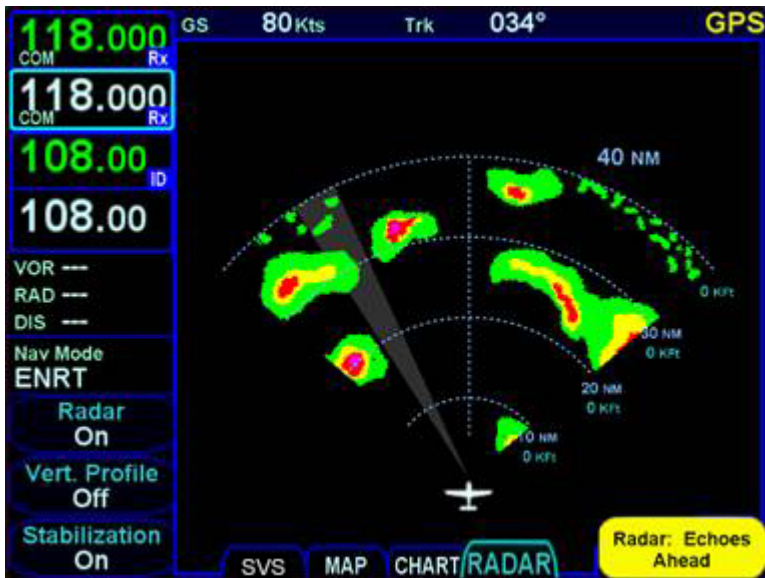 GS 80Kts Trk 034° GPS
118.000
COM Rx
118.000
COM Rx
108.00 ID
108.00
VOR ---
RAD ---
DIS ---
Nav Mode
ENRT
Radar
On
Vert. Profile
Off
Stabilization
On
40 NM
0 KFt
30 NM
0 KFt
20 NM
0 KFt
10 NM
0 KFt
SVS MAP CHART RADAR
Radar: Echoes
Ahead